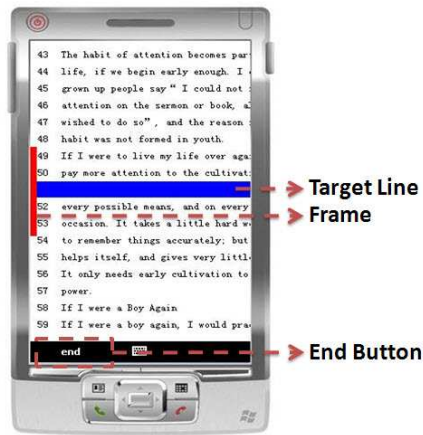 43 The habit of attention becomes par
44 life, if we begin early enough. I
45 grown up people say “ I could not
46 attention on the sermon or book, a
47 wished to do so”, and the reason
48 habit was not formed in youth.
49 If I were to live my life over aga
50 pay more attention to the cultivat
Target Line
52 every possible means, and on every
Frame
53 occasion. It takes a little hard w
54 to remember things accurately; but
55 helps itself, and gives very littl
56 It only needs early cultivation to
57 power.
58 If I were a Boy Again
59 If I were a boy again, I would pra
end
End Button